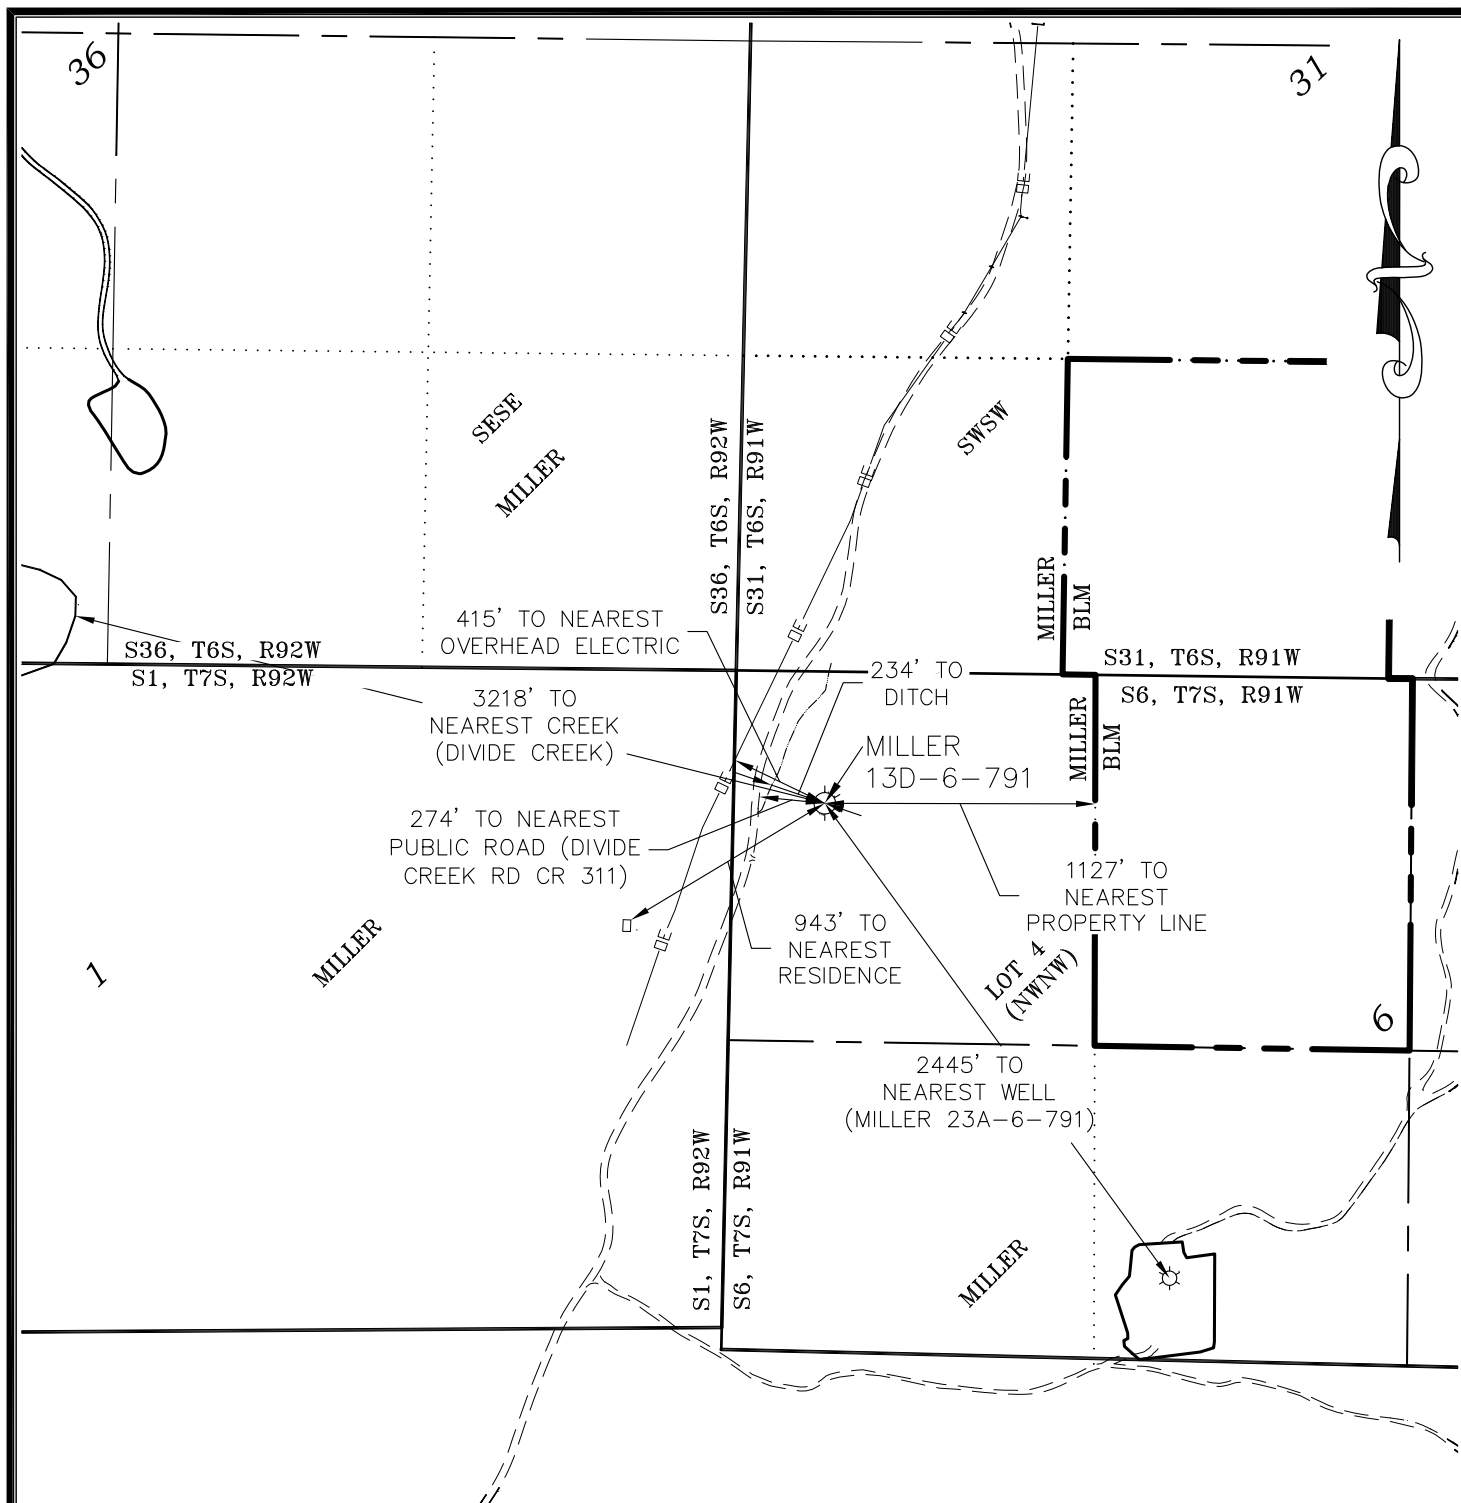 36
31
SESE
MILLER
SWSW
S36, T6S, R92W
S31, T6S, R91W
MILLER
BLM
415' TO NEAREST
OVERHEAD ELECTRIC
S36, T6S, R92W
S1, T7S, R92W
S31, T6S, R91W
S6, T7S, R91W
234' TO
DITCH
3218' TO
NEAREST CREEK
(DIVIDE CREEK)
MILLER
BLM
MILLER
13D-6-791
274' TO NEAREST
PUBLIC ROAD (DIVIDE
CREEK RD CR 311)
1127' TO
NEAREST
PROPERTY LINE
943' TO
NEAREST
RESIDENCE
MILLER
1
LOT 4
(NWNW)
6
2445' TO
NEAREST WELL
(MILLER 23A-6-791)
S1, T7S, R92W
S6, T7S, R91W
MILLER